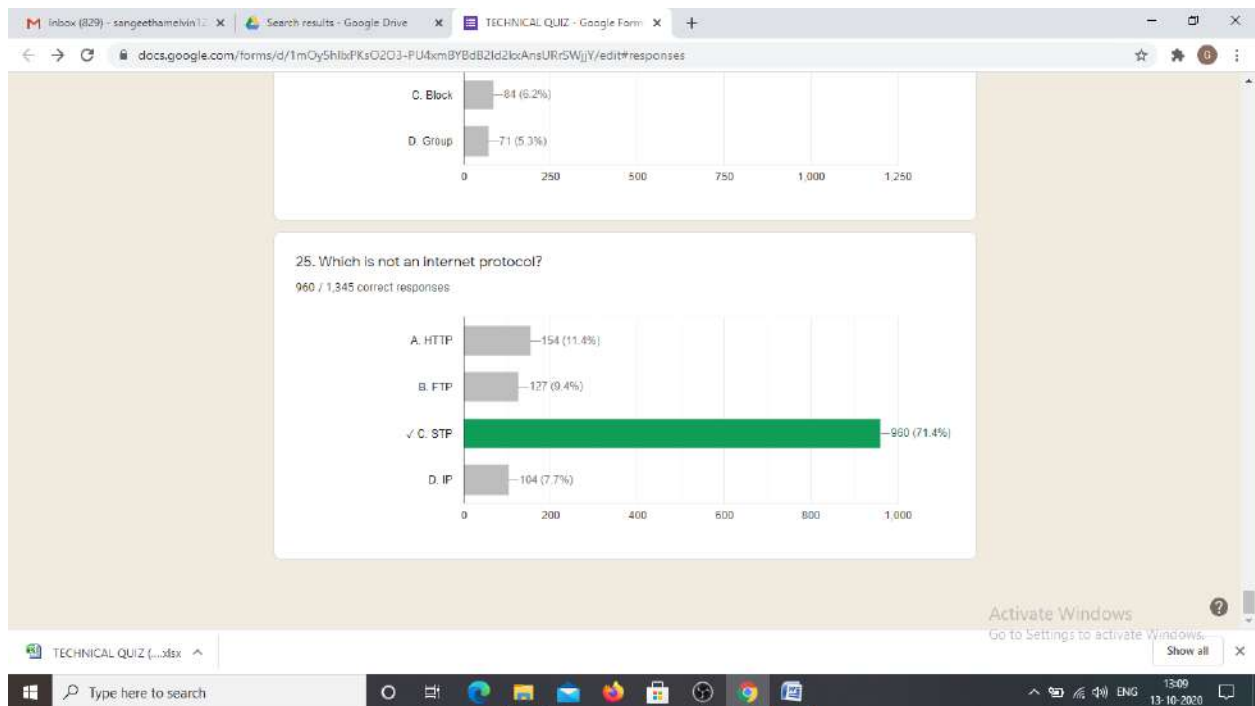 Inbox (829) - sangeethamelvin12
Search results - Google Drive
TECHNICAL QUIZ - Google Form
docs.google.com/forms/d/
/edit#responses
C. Block
84 (6.2%)
D. Group
71 (5.3%)
0 250 500 750 1,000 1,250
25. Which is not an internet protocol?
960 / 1,345 correct responses
A. HTTP
154 (11.4%)
B. FTP
127 (9.4%)
✓ C. STP
960 (71.4%)
D. IP
104 (7.7%)
0 200 400 600 800 1,000
Activate Windows
Go to Settings to activate Windows.
TECHNICAL QUIZ (....xlsx
Show all
Type here to search
ENG
13:09
13-10-2020
G